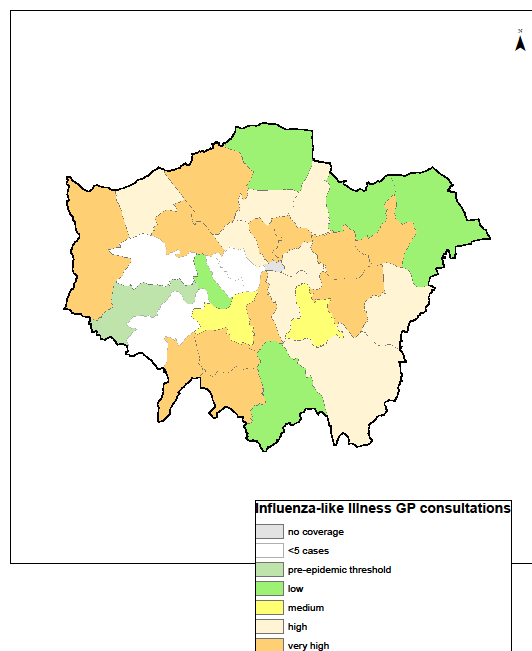 N
Influenza-like Illness GP consultations
no coverage
<5 cases
pre-epidemic threshold
low
medium
high
very high